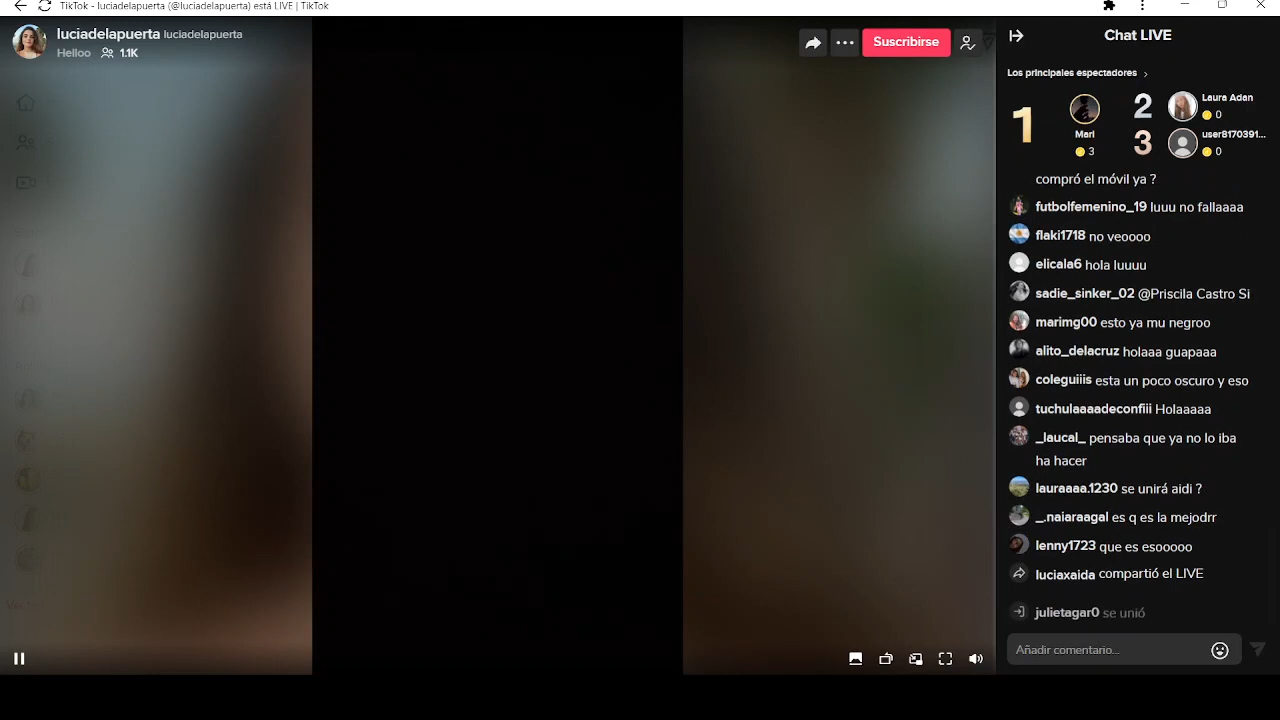 TikTok - luciadelapuerta (@luciadelapuerta) está LIVE | TikTok
luciadelapuerta luciadelapuerta
Helloo 1.1K
Suscribirse
Chat LIVE
Los principales espectadores
1
Mari
3
2
Laura Adan
0
3
user8170391...
0
compró el móvil ya ?
futbolfemenino_19 luuu no fallaaaa
flaki1718 no veoooo
elicala6 hola luuuu
sadie_sinker_02 @Priscila Castro Si
marimg00 esto ya mu negroo
alito_delacruz holaaa guapaaa
coleguiiis esta un poco oscuro y eso
tuchulaaaadeconfiii Holaaaaa
_laucal_ pensaba que ya no lo iba
ha hacer
lauraaaa.1230 se unirá aidi ?
_.naiaraagal es q es la mejodrr
lenny1723 que es esooooo
luciaxaida compartió el LIVE
julietagar0 se unió
Añadir comentario...